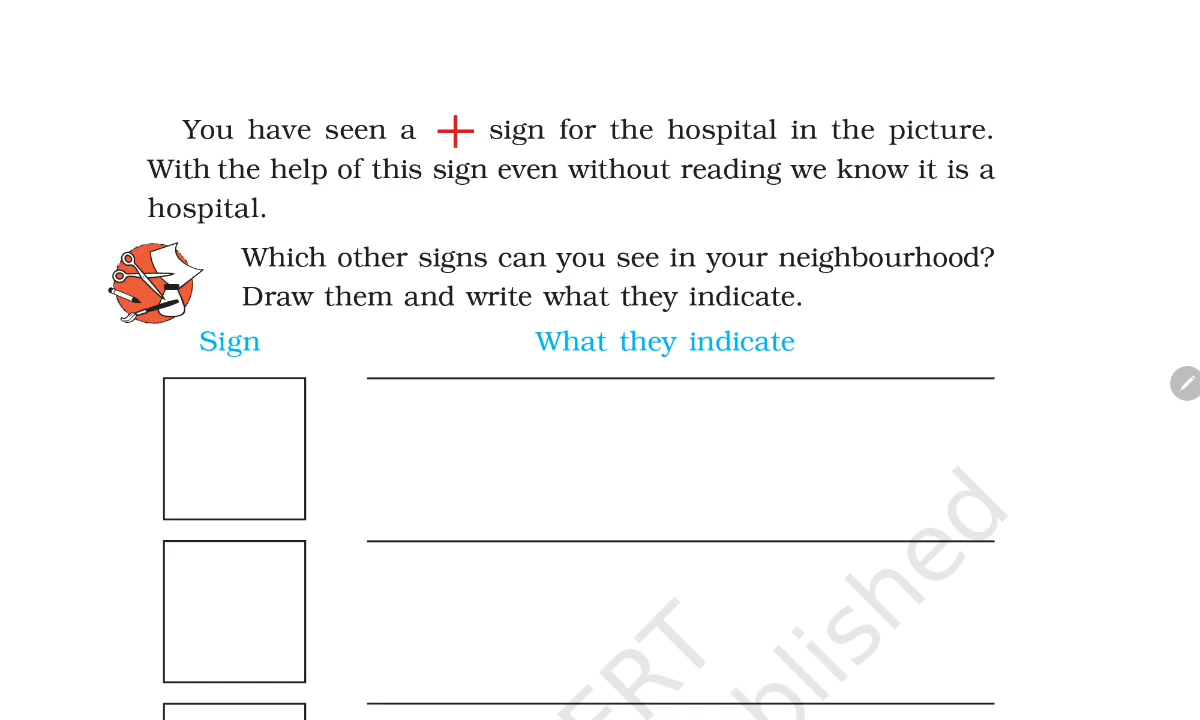 You have seen a + sign for the hospital in the picture.
With the help of this sign even without reading we know it is a
hospital.
Which other signs can you see in your neighbourhood?
Draw them and write what they indicate.
Sign What they indicate